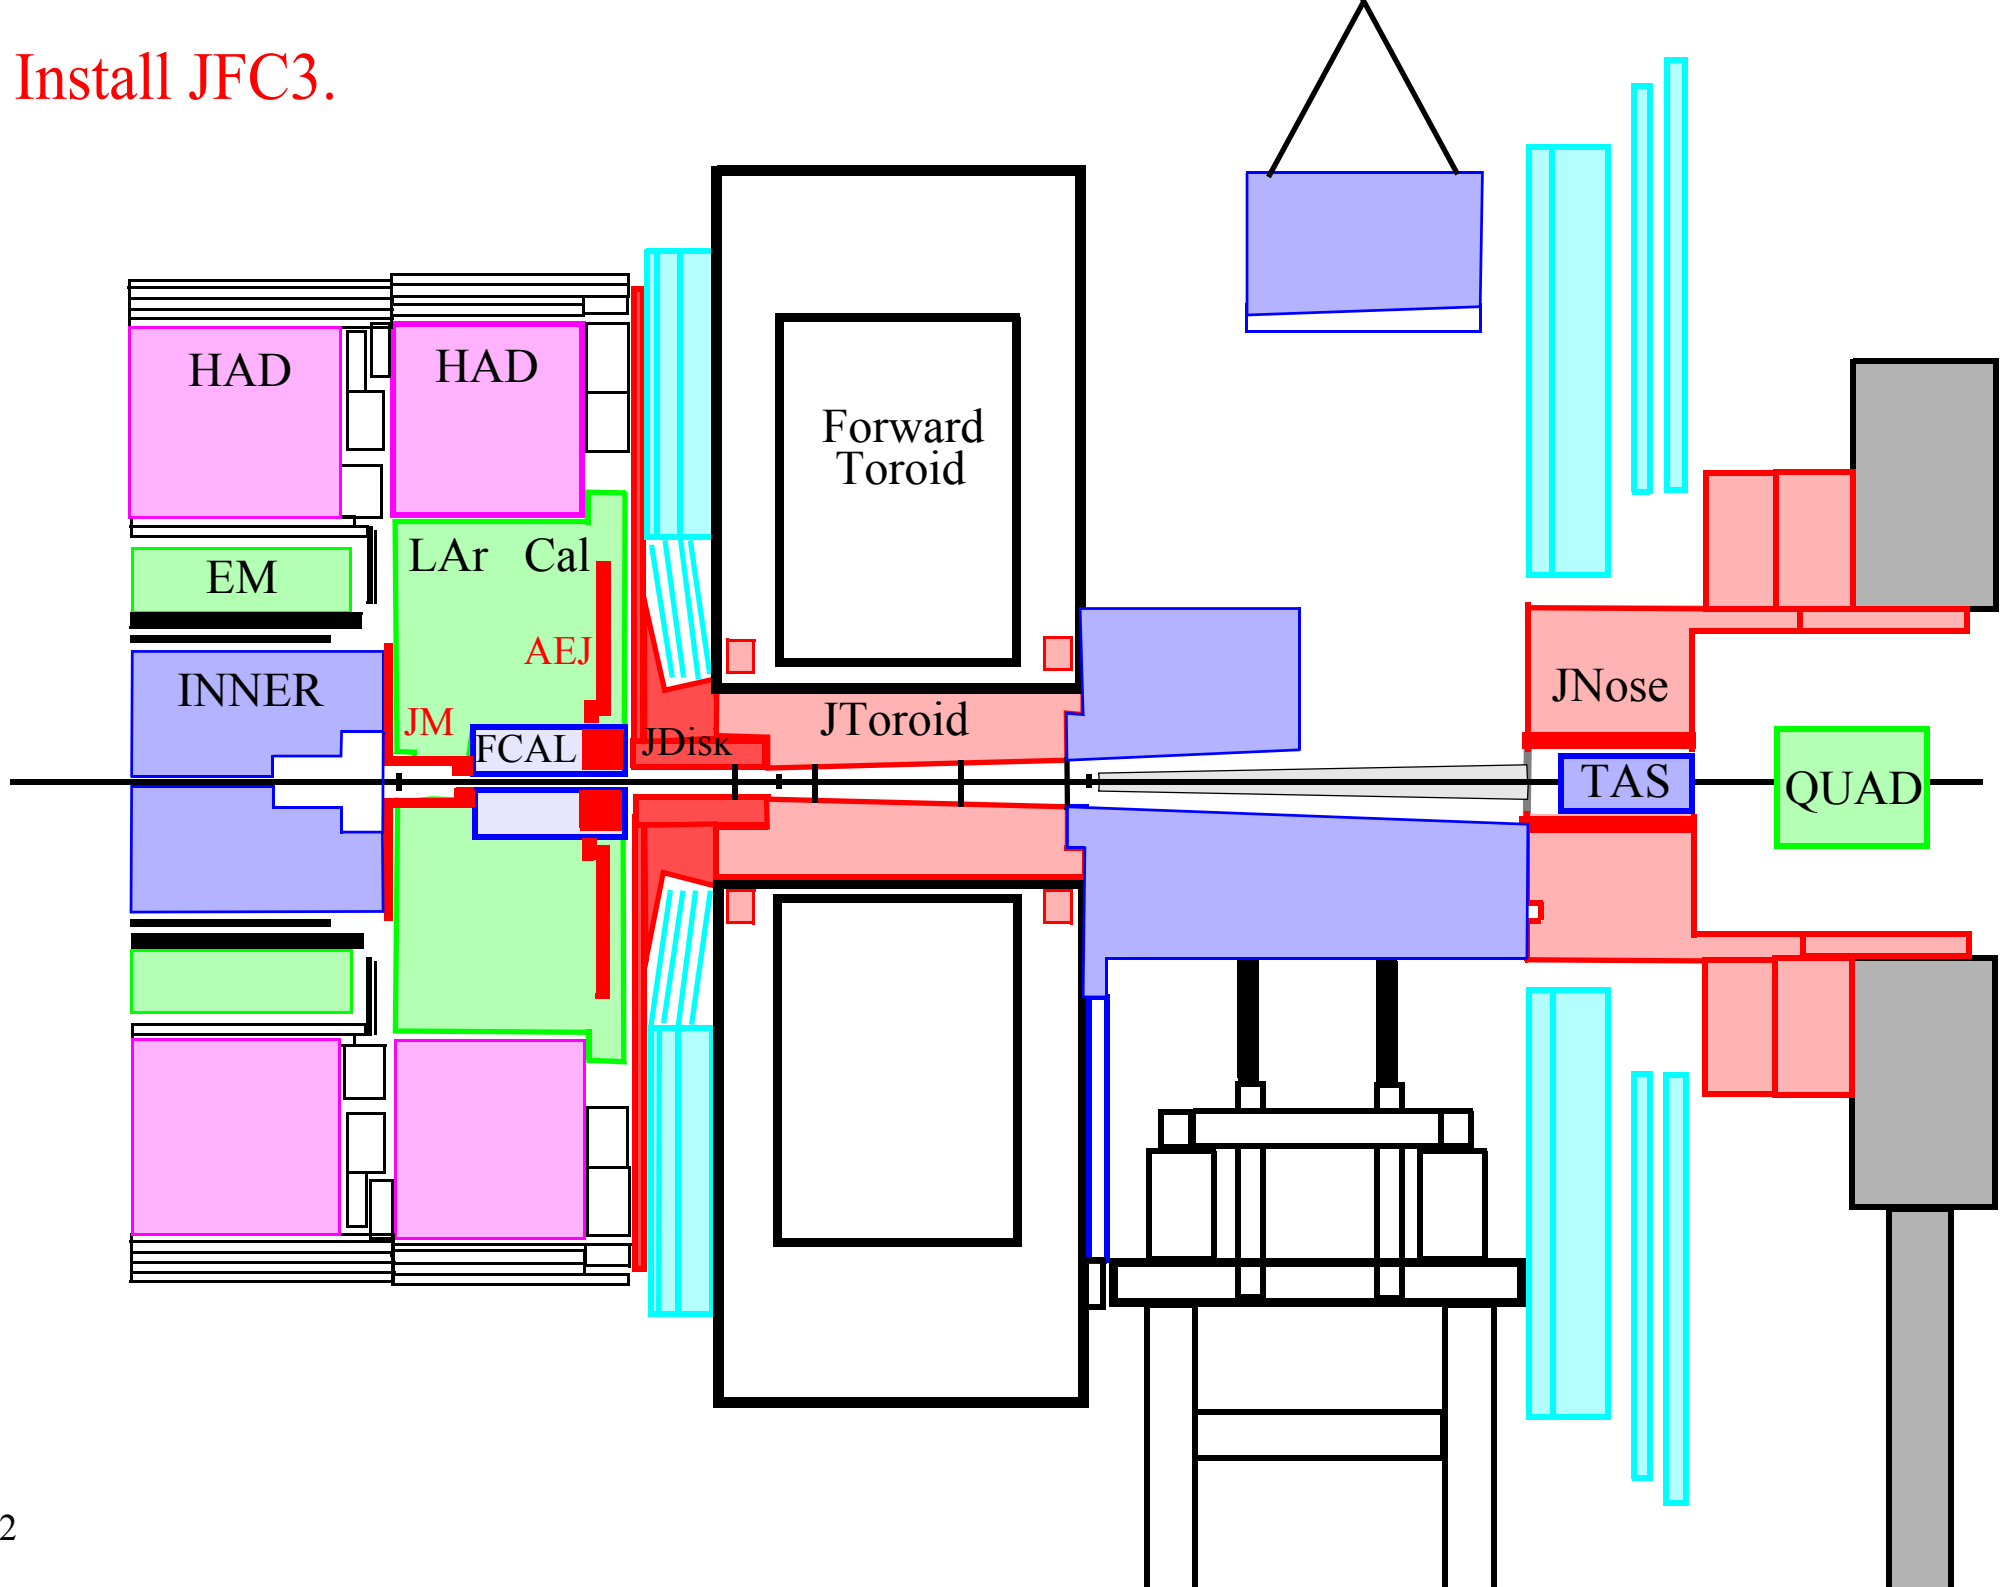 Install JFC3.
HAD
HAD
Forward
Toroid
LAr Cal
EM
AEJ
INNER
JM
FCAL
JDisk
JToroid
JNose
TAS
QUAD
2